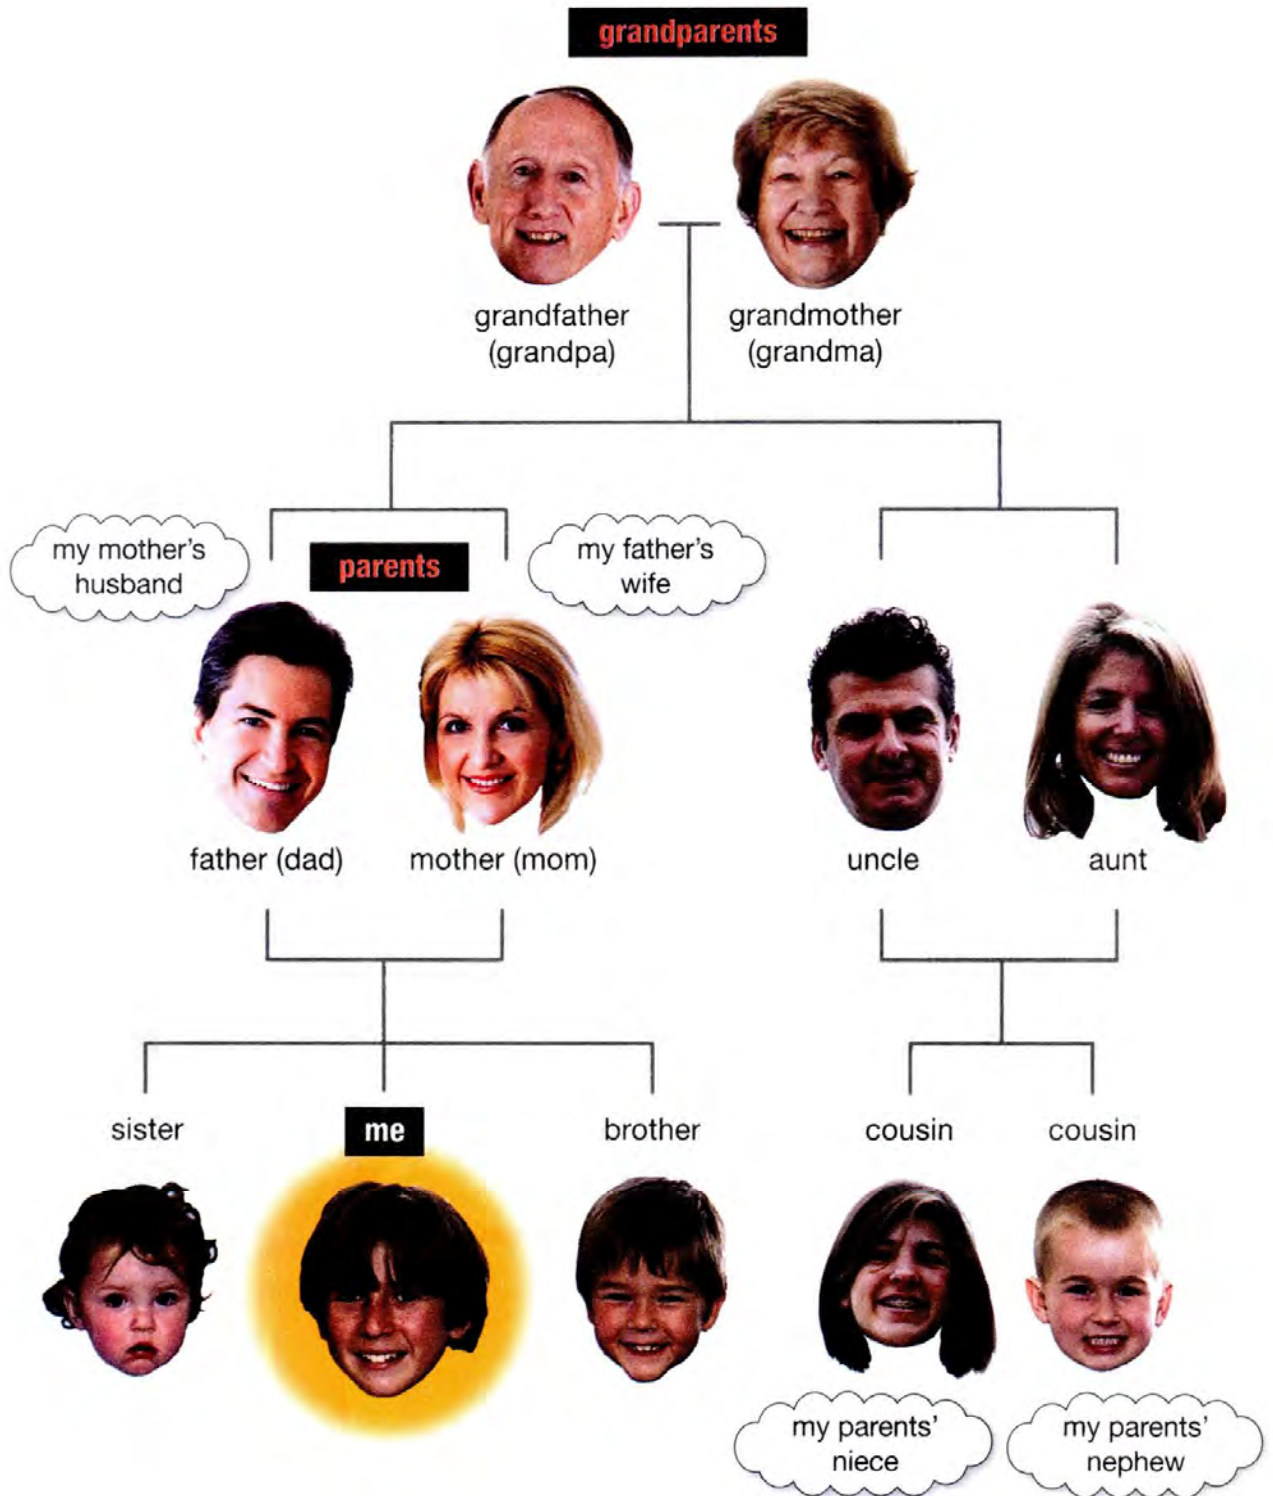 grandparents
grandfather
(grandpa)
grandmother
(grandma)
my mother's
husband
parents
my father's
wife
father (dad)
mother (mom)
uncle
aunt
sister
me
brother
cousin
cousin
my parents'
niece
my parents'
nephew